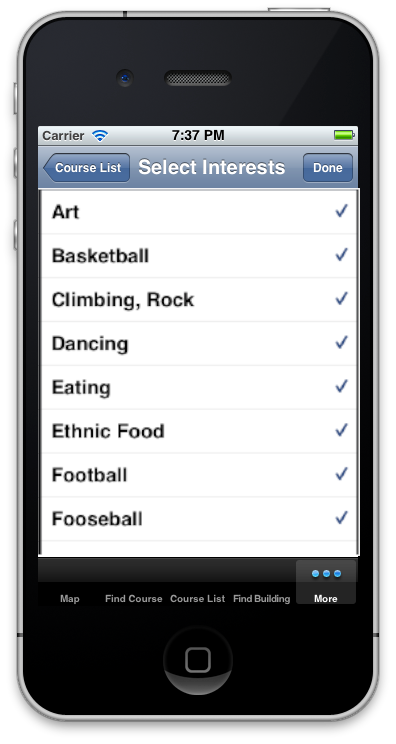 Carrier 7:37 PM
Course List Select Interests Done
Art
Basketball
Climbing, Rock
Dancing
Eating
Ethnic Food
Football
Fooseball
Map Find Course Course List Find Building More